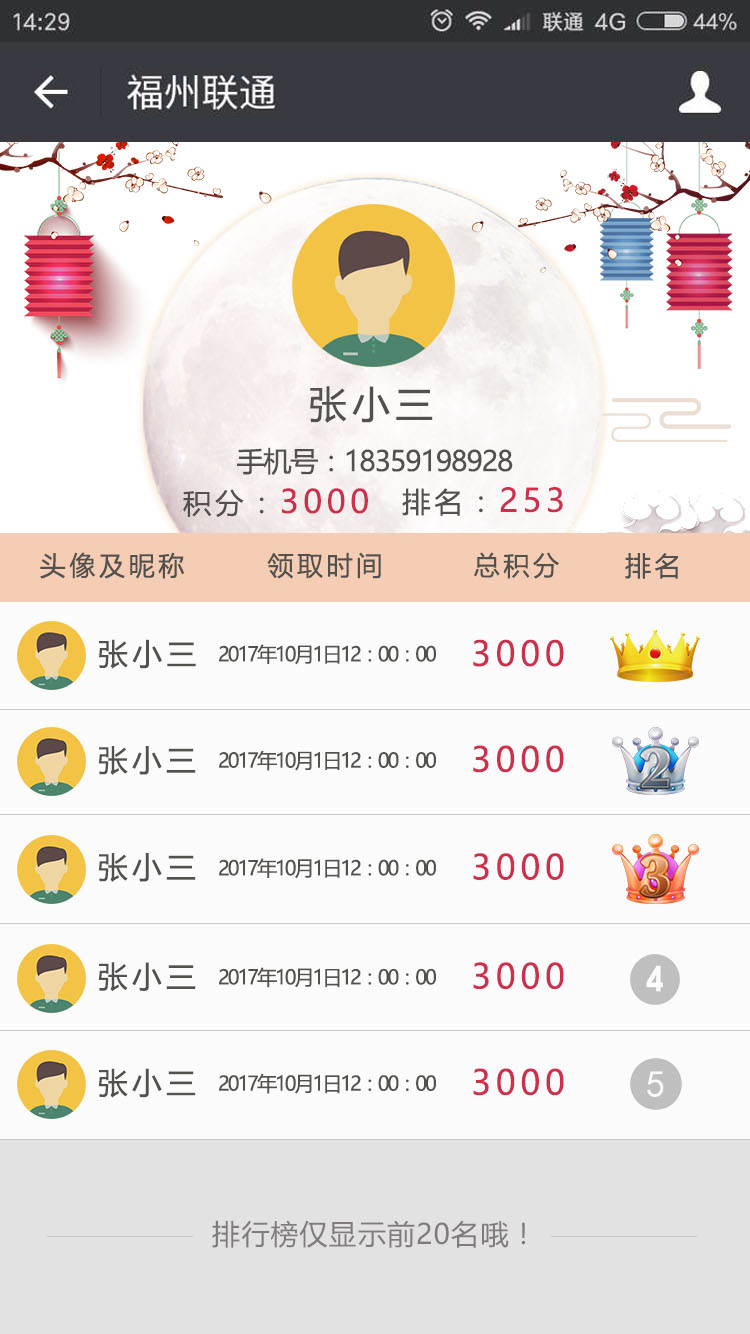 14:29 联通 4G 44%
福州联通
张小三
手机号：18359198928
积分：3000 排名：253
头像及昵称 领取时间 总积分 排名
张小三 2017年10月1日12：00：00 3000
张小三 2017年10月1日12：00：00 3000 2
张小三 2017年10月1日12：00：00 3000 3
张小三 2017年10月1日12：00：00 3000 4
张小三 2017年10月1日12：00：00 3000 5
排行榜仅显示前20名哦！